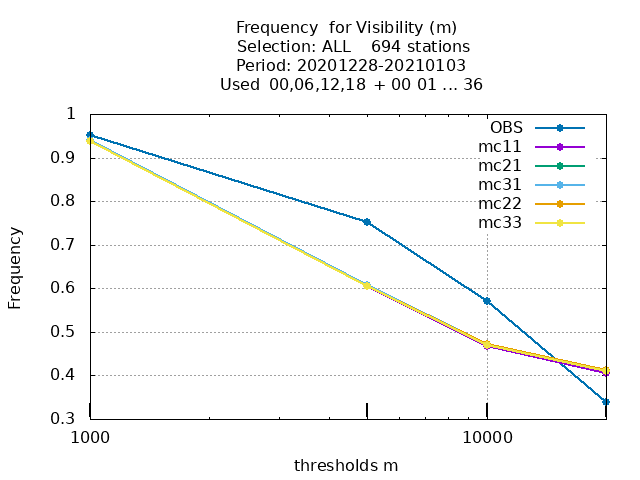 Frequency  for Visibility (m)
Selection: ALL    694 stations
Period: 20201228-20210103
Used  00,06,12,18  + 00 01 ... 36
1
0.9
0.8
0.7
0.6
0.5
0.4
0.3
Frequency
OBS
mc11
mc21
mc31
mc22
mc33
1000
10000
thresholds m